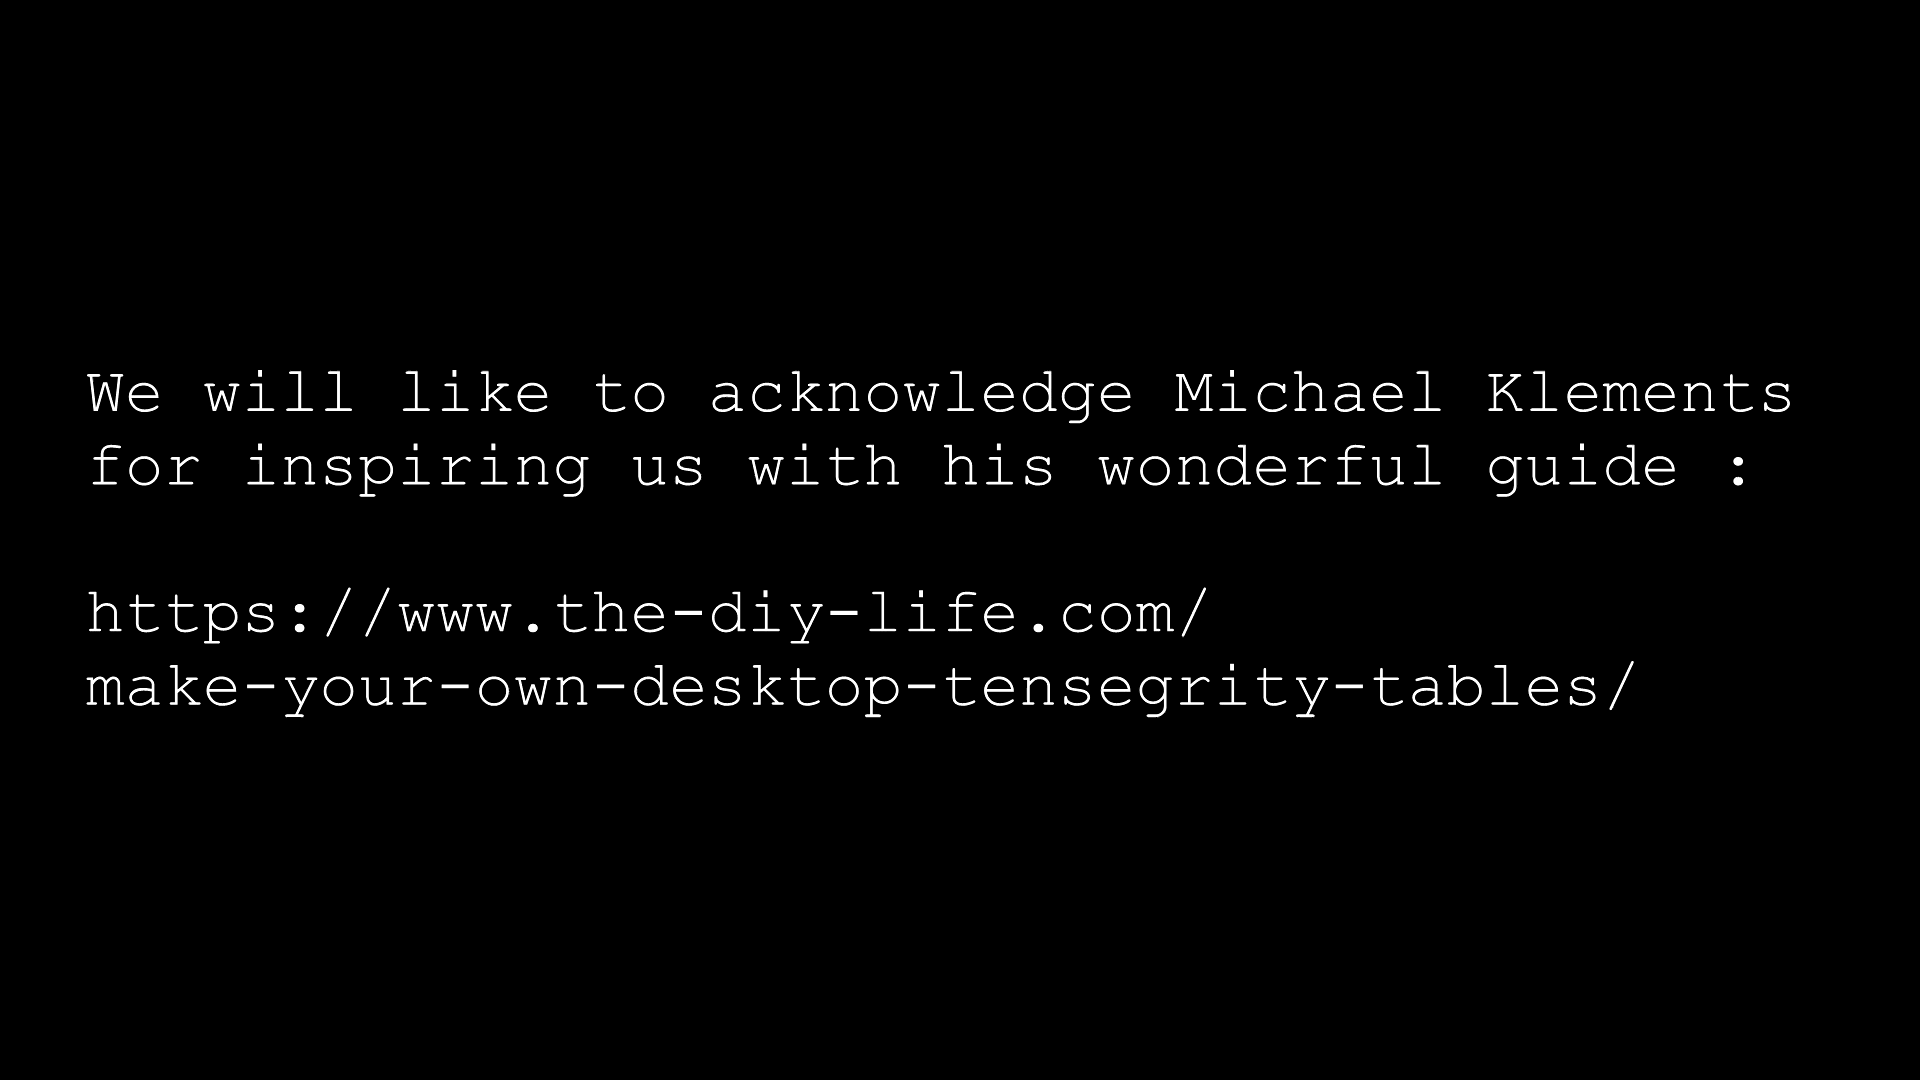 We will like to acknowledge Michael Klements
for inspiring us with his wonderful guide :
https://www.the-diy-life.com/
make-your-own-desktop-tensegrity-tables/